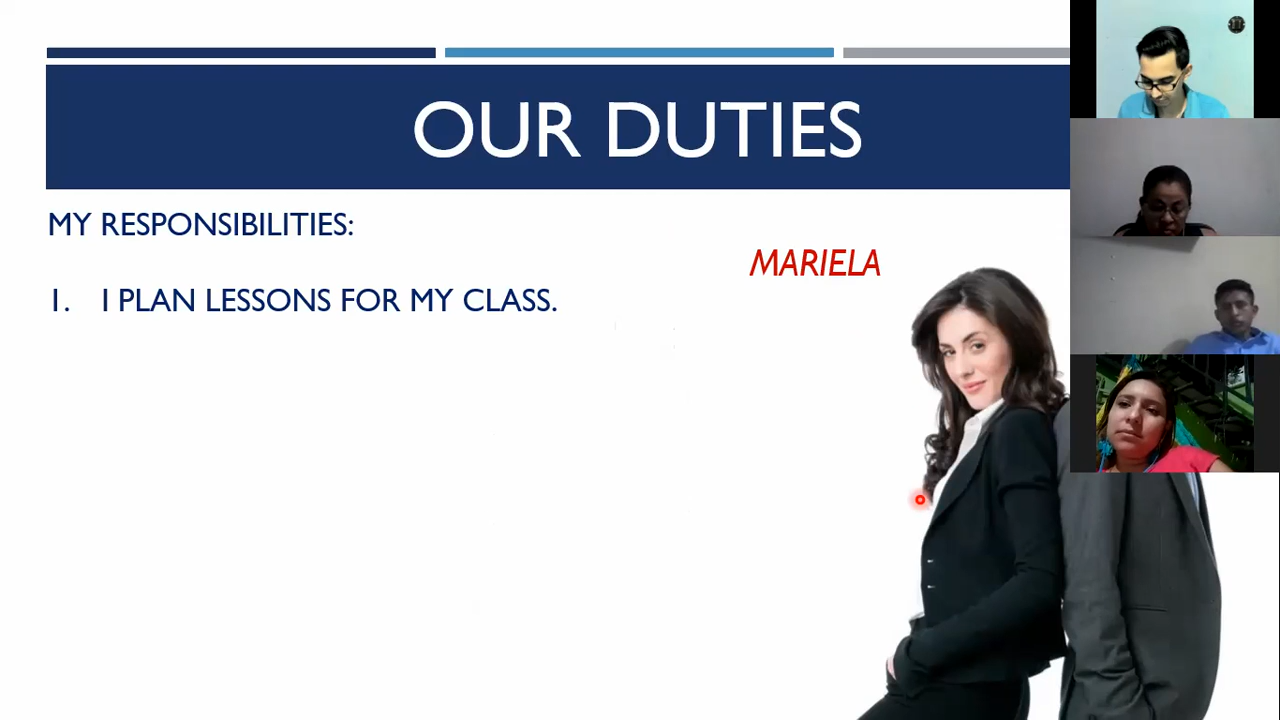 OUR DUTIES
MY RESPONSIBILITIES:
MARIELA
1. I PLAN LESSONS FOR MY CLASS.